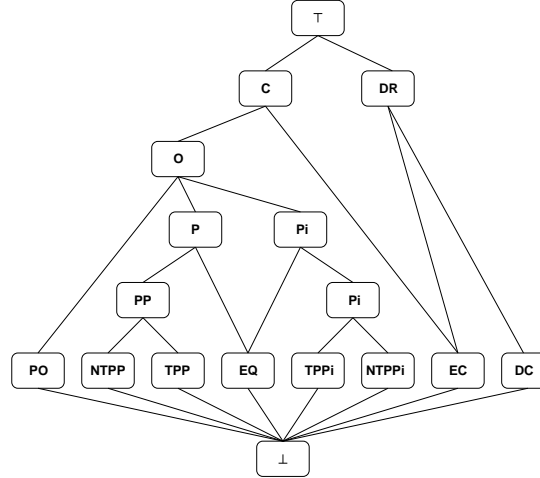 ⊤
C DR
O
P Pi
PP Pi
PO NTPP TPP EQ TPPi NTPPi EC DC
⊥